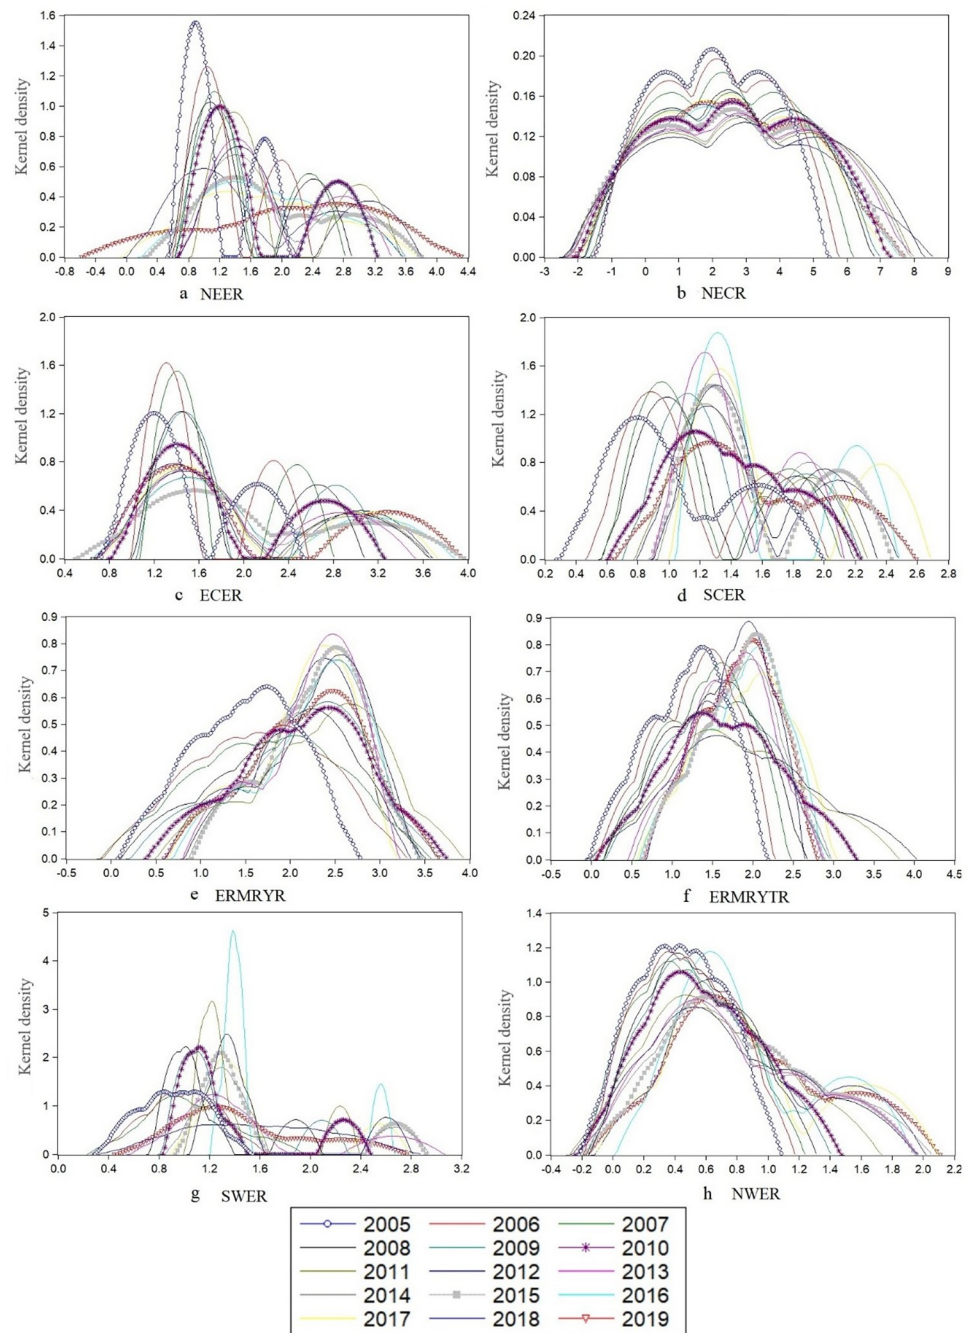 Kernel density
1.6
1.4
1.2
1.0
0.8
0.6
0.4
0.2
0.0
-0.8 -0.4 0.0 0.4 0.8 1.2 1.6 2.0 2.4 2.8 3.2 3.6 4.0 4.4
a NEER
Kernel density
0.24
0.20
0.16
0.12
0.08
0.04
0.00
-3 -2 -1 0 1 2 3 4 5 6 7 8 9
b NECR
Kernel density
2.0
1.6
1.2
0.8
0.4
0.0
0.4 0.8 1.2 1.6 2.0 2.4 2.8 3.2 3.6 4.0
c ECER
Kernel density
2.0
1.6
1.2
0.8
0.4
0.0
0.2 0.4 0.6 0.8 1.0 1.2 1.4 1.6 1.8 2.0 2.2 2.4 2.6 2.8
d SCER
Kernel density
0.9
0.8
0.7
0.6
0.5
0.4
0.3
0.2
0.1
0.0
-0.5 0.0 0.5 1.0 1.5 2.0 2.5 3.0 3.5 4.0
e ERMRYR
Kernel density
0.9
0.8
0.7
0.6
0.5
0.4
0.3
0.2
0.1
0.0
-0.5 0.0 0.5 1.0 1.5 2.0 2.5 3.0 3.5 4.0 4.5
f ERMRYTR
Kernel density
5
4
3
2
1
0
0.0 0.4 0.8 1.2 1.6 2.0 2.4 2.8 3.2
g SWER
Kernel density
1.4
1.2
1.0
0.8
0.6
0.4
0.2
0.0
-0.4 -0.2 0.0 0.2 0.4 0.6 0.8 1.0 1.2 1.4 1.6 1.8 2.0 2.2
h NWER
2005 2006 2007
2008 2009 2010
2011 2012 2013
2014 2015 2016
2017 2018 2019